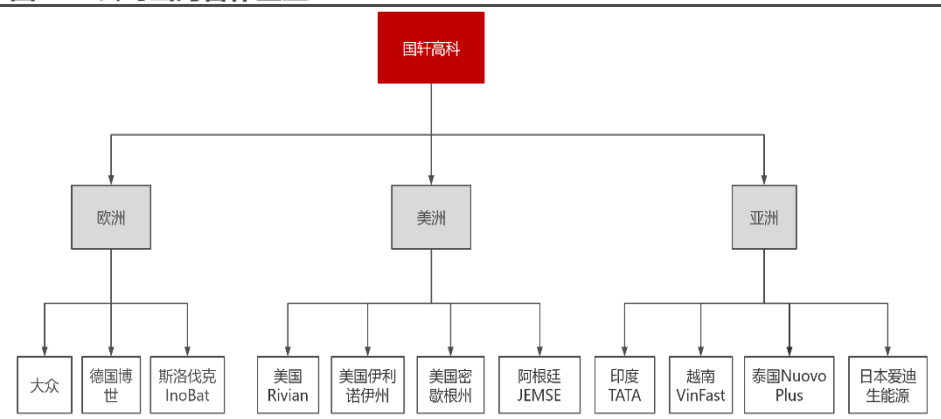 国轩高科
欧洲
美洲
亚洲
大众
德国博
世
斯洛伐克
InoBat
美国
Rivian
美国伊利
诺伊州
美国密
歇根州
阿根廷
JEMSE
印度
TATA
越南
VinFast
泰国Nuovo
Plus
日本爱迪
生能源